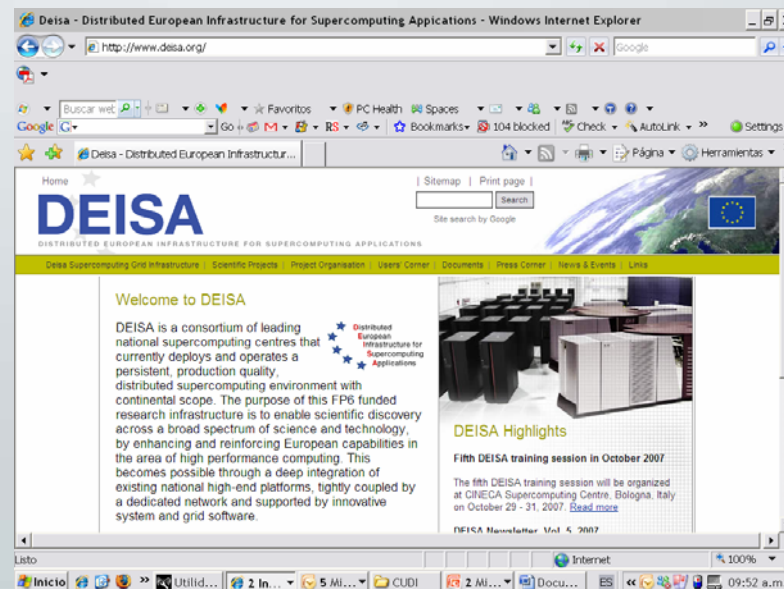 Deisa - Distributed European Infrastructure for Supercomputing Appications - Windows Internet Explorer
http://www.deisa.org/
Google
Buscar web
Favoritos PC Health Spaces
Google G Go M RS Bookmarks 104 blocked Check AutoLink » Settings
Deisa - Distributed European Infrastructur... Página Herramientas
Home
| Sitemap | Print page |
Search
Site search by Google
DEISA
DISTRIBUTED EUROPEAN INFRASTRUCTURE FOR SUPERCOMPUTING APPLICATIONS
Deisa Supercomputing Grid Infrastructure | Scientific Projects | Project Organisation | Users' Corner | Documents | Press Corner | News & Events | Links
Welcome to DEISA
DEISA is a consortium of leading
national supercomputing centres that
currently deploys and operates a
persistent, production quality,
distributed supercomputing environment with
continental scope. The purpose of this FP6 funded
research infrastructure is to enable scientific discovery
across a broad spectrum of science and technology,
by enhancing and reinforcing European capabilities in
the area of high performance computing. This
becomes possible through a deep integration of
existing national high-end platforms, tightly coupled by
a dedicated network and supported by innovative
system and grid software.
Distributed
European
Infrastructure for
Supercomputing
Applications
DEISA Highlights
Fifth DEISA training session in October 2007
The fifth DEISA training session will be organized
at CINECA Supercomputing Centre, Bologna, Italy
on October 29 - 31, 2007. Read more
DEISA Newsletter, Vol. 5, 2007
Listo Internet 100%
Inicio » Utilid... 2 In... 5 Mi... CUDI 2 Mi... Docu... ES « 09:52 a.m.